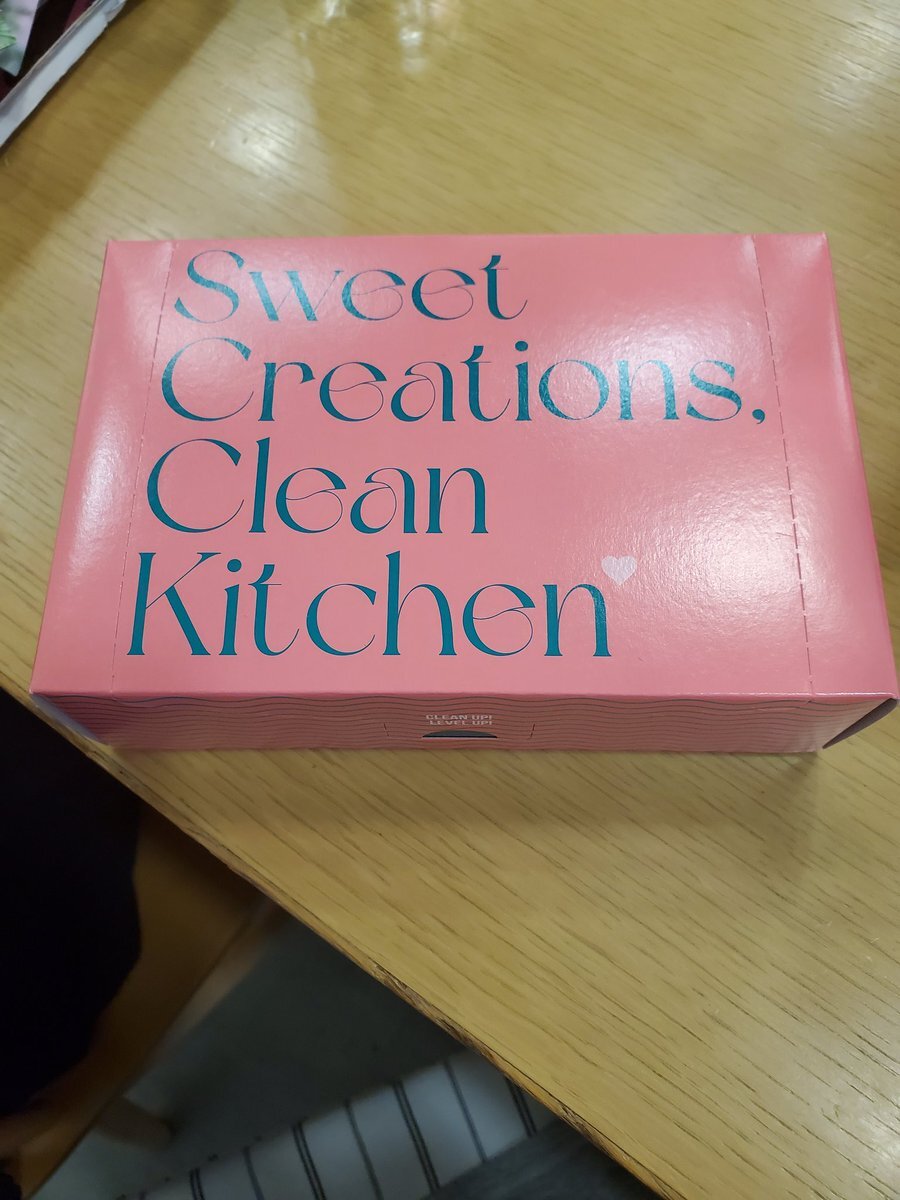 Sweet
Creations,
Clean
Kitchen
CLEAN UP!
LEVEL UP!